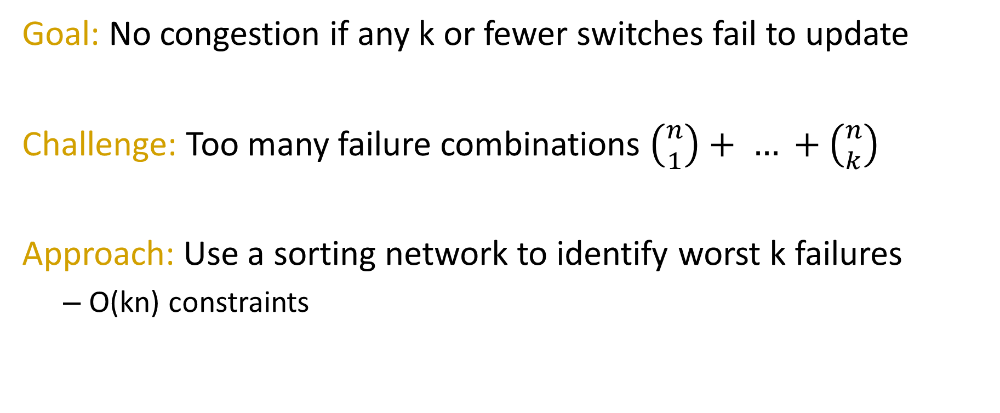 Goal: No congestion if any k or fewer switches fail to update
Challenge: Too many failure combinations $\binom{n}{1} + \ldots + \binom{n}{k}$
Approach: Use a sorting network to identify worst k failures
– O(kn) constraints